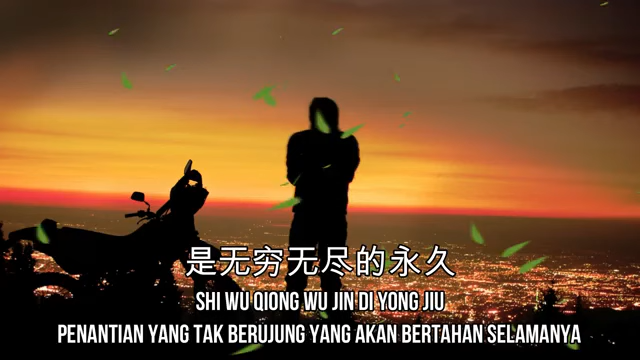 是无穷无尽的永久
SHI WU QIONG WU JIN DI YONG JIU
PENANTIAN YANG TAK BERUJUNG YANG AKAN BERTAHAN SELAMANYA